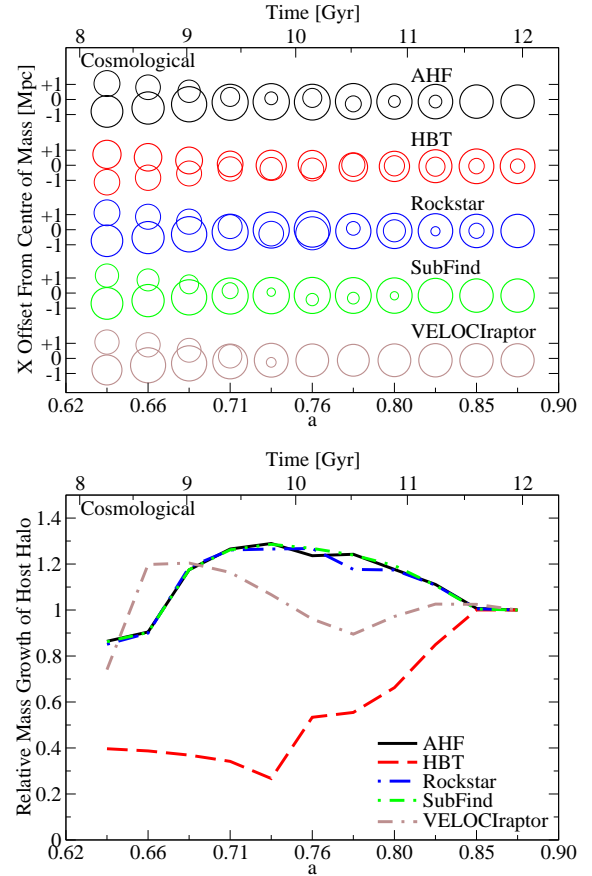 Time [Gyr]
8 9 10 11 12
Cosmological
AHF
+1
0
-1
HBT
+1
0
-1
Rockstar
+1
0
-1
SubFind
+1
0
-1
VELOCIraptor
+1
0
-1
X Offset From Centre of Mass [Mpc]
0.62 0.66 0.71 0.76 0.80 0.85 0.90
a
Time [Gyr]
8 9 10 11 12
Cosmological
1.4
1.2
1
0.8
0.6
0.4
0.2
0
Relative Mass Growth of Host Halo
AHF
HBT
Rockstar
SubFind
VELOCIraptor
0.62 0.66 0.71 0.76 0.80 0.85 0.90
a